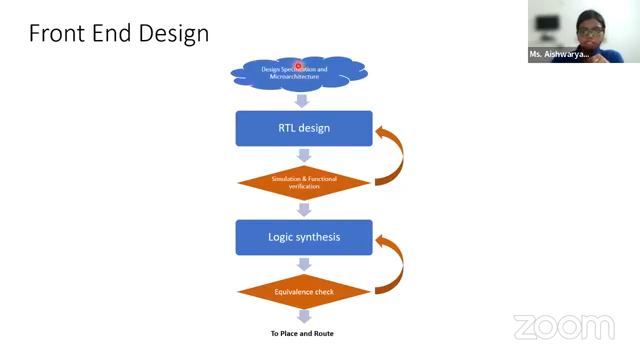 Front End Design
Ms. Aishwarya...
Design Specification and
Microarchitecture
RTL design
Simulation & Functional
verification
Logic synthesis
Equivalence check
To Place and Route
zoom